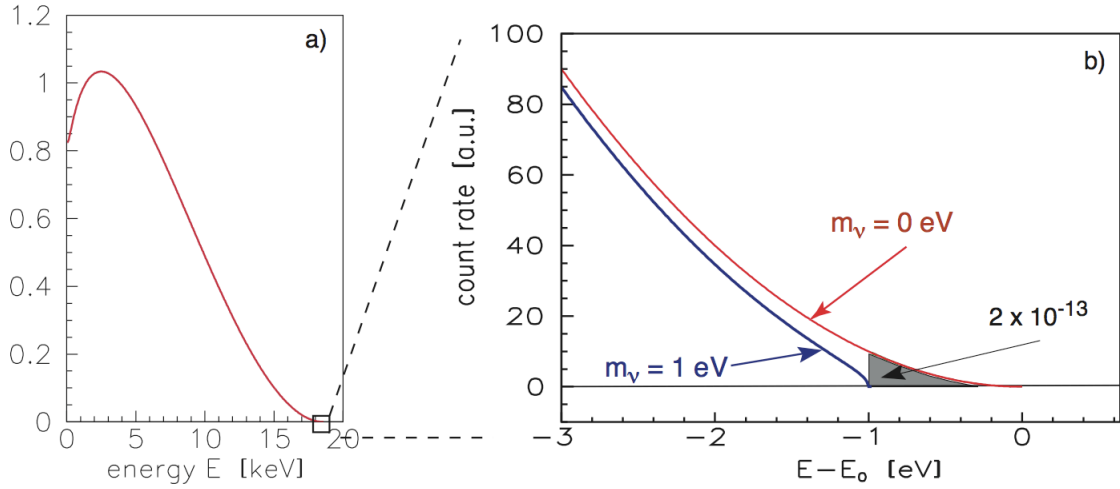 a)
1.2
1
0.8
0.6
0.4
0.2
0
0 5 10 15 20
energy E [keV]
b)
count rate [a.u.]
100
80
60
40
20
0
mᵥ = 0 eV
2 x 10⁻¹³
mᵥ = 1 eV
−3 −2 −1 0
E−E₀ [eV]